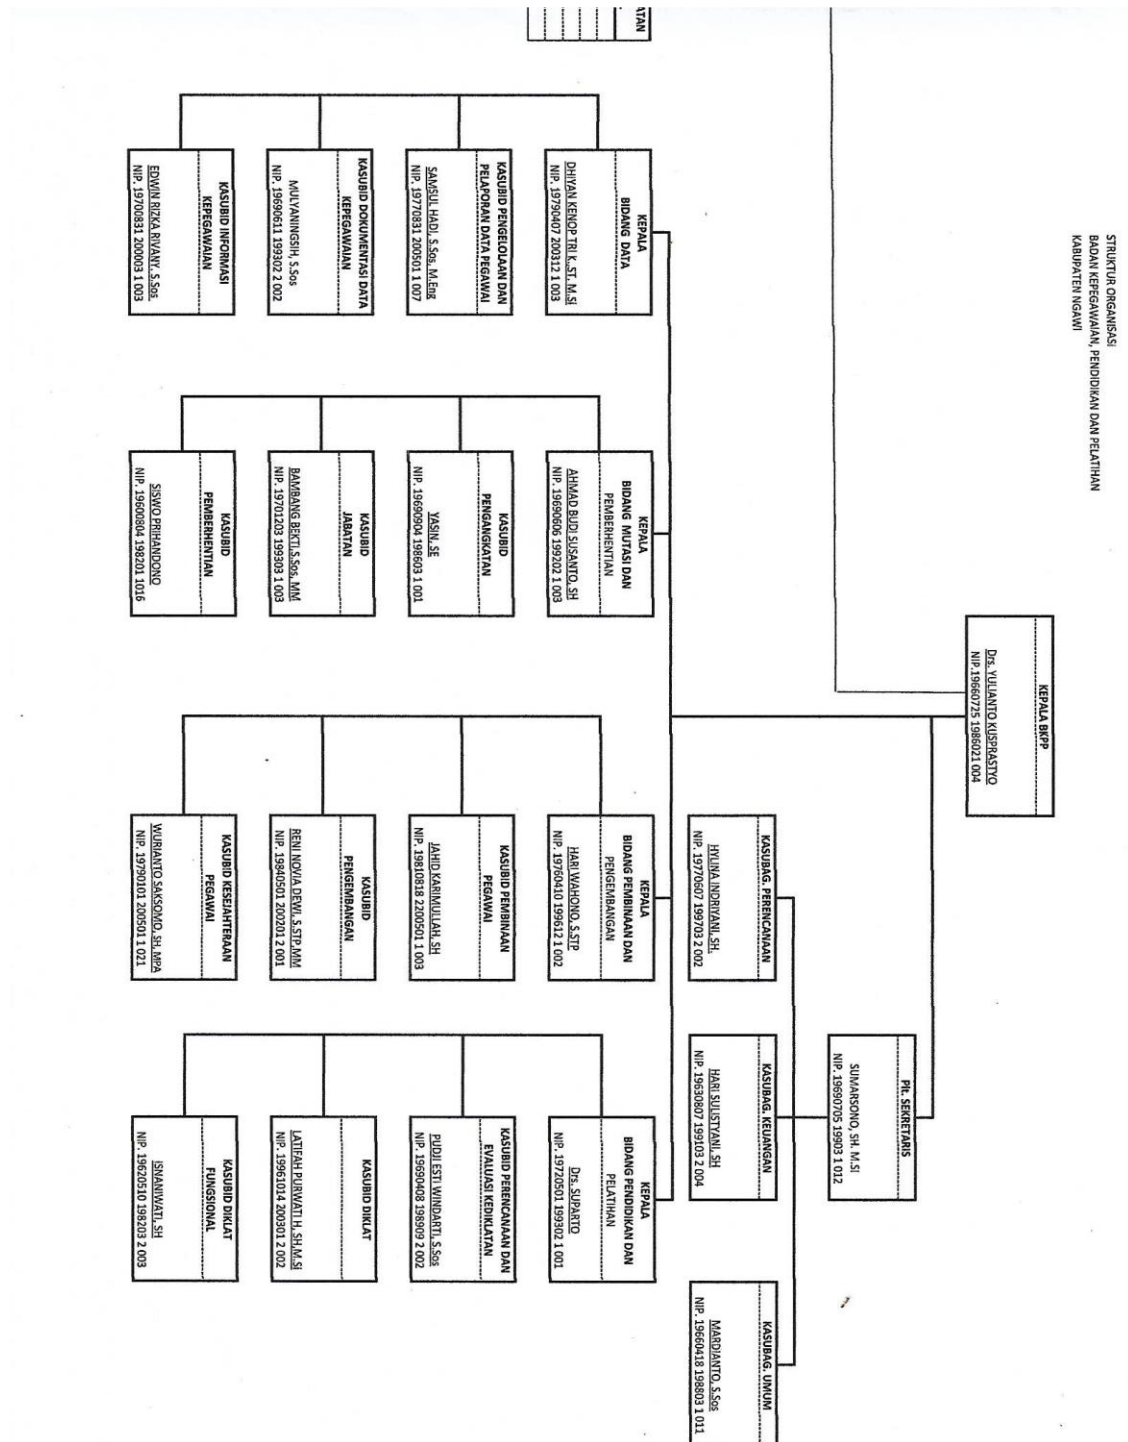 STRUKTUR ORGANISASI
BADAN KEPEGAWAIAN, PENDIDIKAN DAN PELATIHAN
KABUPATEN NGAWI
KEPALA BKPP
Drs. YULIANTO KUSPRASTYO
NIP.19660725 1986021 004
Plt. SEKRETARIS
SUMARSONO, SH. M.SI
NIP. 19690705 19903 1 012
KASUBAG. PERENCANAAN
HYLINA INDRIYANI, SH.
NIP. 19770607 199703 2 002
KASUBAG. KEUANGAN
HARI SULISTYANI, SH
NIP. 19630807 199103 2 004
KASUBAG. UMUM
MARDIANTO, S.Sos
NIP. 19660418 198803 1 011
ATAN
KEPALA
BIDANG DATA
DHIYAN KENOP TRI K.,ST, M.Si
NIP. 19790407 200312 1 003
KEPALA
BIDANG MUTASI DAN
PEMBERHENTIAN
AHMAD BUDI SUSANTO, SH
NIP. 19690606 199202 1 003
KEPALA
BIDANG PEMBINAAN DAN
PENGEMBANGAN
HARI WAHONO, S.STP
NIP. 19760410 199612 1 002
KEPALA
BIDANG PENDIDIKAN DAN
PELATIHAN
Drs. SUPARTO
NIP. 19720501 199302 1 001
KASUBID PENGELOLAAN DAN
PELAPORAN DATA PEGAWAI
SAMSUL HADI, S.Sos, M.Eng
NIP. 19770831 200501 1 007
KASUBID
PENGANGKATAN
YASIN, SE
NIP. 19690904 198603 1 001
KASUBID PEMBINAAN
PEGAWAI
JAHID KARIMULLAH, SH
NIP. 19810818 2200501 1 003
KASUBID PERENCANAAN DAN
EVALUASI KEDIKLATAN
PUDJI ESTI WINDARTI, S.Sos
NIP. 19690408 198909 2 002
KASUBID DOKUMENTASI DATA
KEPEGAWAIAN
MULYANINGSIH, S.Sos
NIP. 19690611 199302 2 002
KASUBID
JABATAN
BAMBANG BEKTI,S.Sos, MM
NIP. 19701203 199303 1 003
KASUBID
PENGEMBANGAN
RENI NOVIA DEWI, S.STP,MM
NIP. 19840501 200201 2 001
KASUBID DIKLAT
LATIFAH PURWATI H, SH,M.Si
NIP. 19961014 200301 2 002
KASUBID INFORMASI
KEPEGAWAIAN
EDWIN RIZKA RIVANY, S.Sos
NIP. 19700831 200003 1 003
KASUBID
PEMBERHENTIAN
SISWO PRIHANDONO
NIP. 19600804 198201 1016
KASUBID KESEJAHTERAAN
PEGAWAI
WURIANTO SAKSOMO, SH, MPA
NIP. 19790101 200501 1 021
KASUBID DIKLAT
FUNGSIONAL
ISNANIWATI, SH
NIP. 19620510 198203 2 003